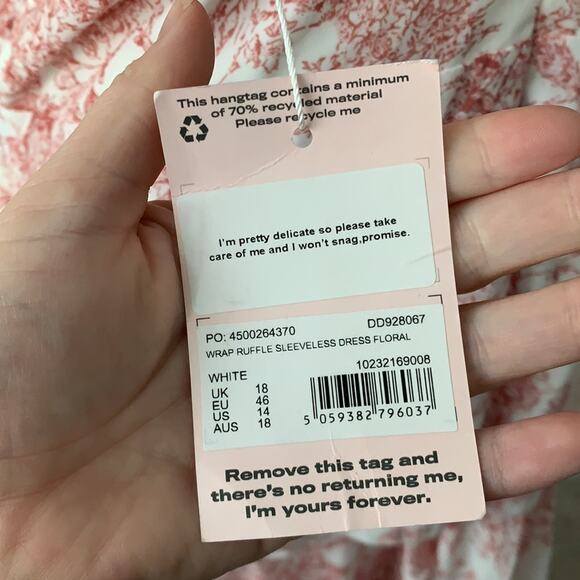 This hangtag contains a minimum
of 70% recycled material
Please recycle me
I'm pretty delicate so please take
care of me and I won't snag,promise.
PO: 4500264370 DD928067
WRAP RUFFLE SLEEVELESS DRESS FLORAL
WHITE 10232169008
UK 18
EU 46
US 14
AUS 18
5 059382 796037
Remove this tag and
there's no returning me,
I'm yours forever.